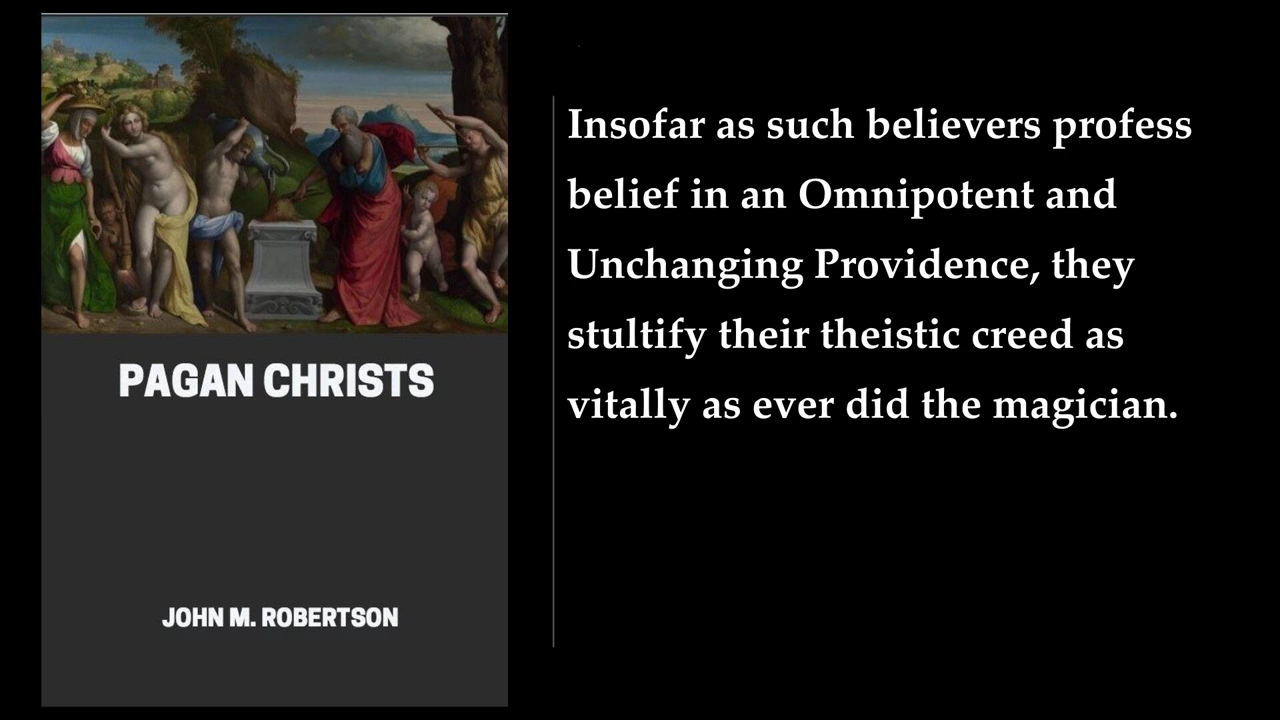 PAGAN CHRISTS
JOHN M. ROBERTSON
Insofar as such believers profess
belief in an Omnipotent and
Unchanging Providence, they
stultify their theistic creed as
vitally as ever did the magician.